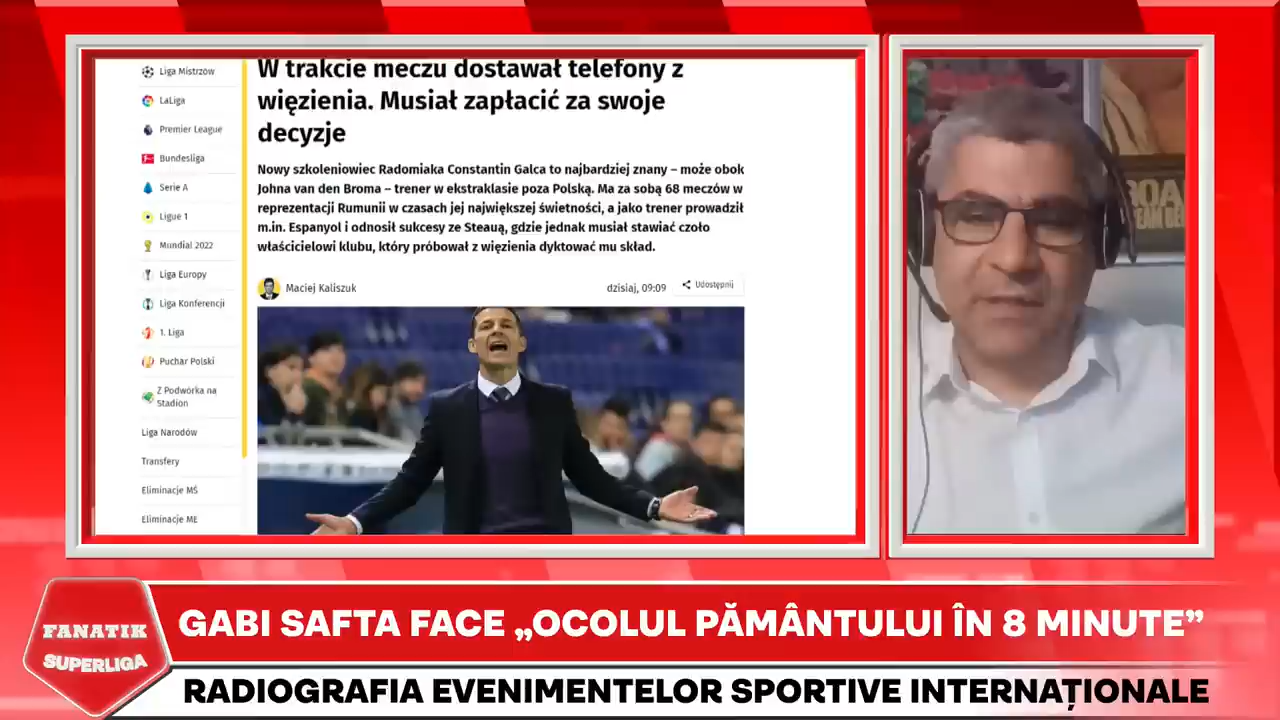 Liga Mistrzów
LaLiga
Premier League
Bundesliga
Serie A
Ligue 1
Mundial 2022
Liga Europy
Liga Konferencji
1. Liga
Puchar Polski
Z Podwórka na
Stadion
Liga Narodów
Transfery
Eliminacje MŚ
Eliminacje ME
W trakcie meczu dostawał telefony z
więzienia. Musiał zapłacić za swoje
decyzje
Nowy szkoleniowiec Radomiaka Constantin Galca to najbardziej znany – może obok
Johna van den Broma – trener w ekstraklasie poza Polską. Ma za sobą 68 meczów w
reprezentacji Rumunii w czasach jej największej świetności, a jako trener prowadził
m.in. Espanyol i odnosił sukcesy ze Steauą, gdzie jednak musiał stawiać czoło
właścicielowi klubu, który próbował z więzienia dyktować mu skład.
Maciej Kaliszuk
dzisiaj, 09:09
Udostępnij
FANATIK
SUPERLIGA
GABI SAFTA FACE „OCOLUL PĂMÂNTULUI ÎN 8 MINUTE”
RADIOGRAFIA EVENIMENTELOR SPORTIVE INTERNAȚIONALE